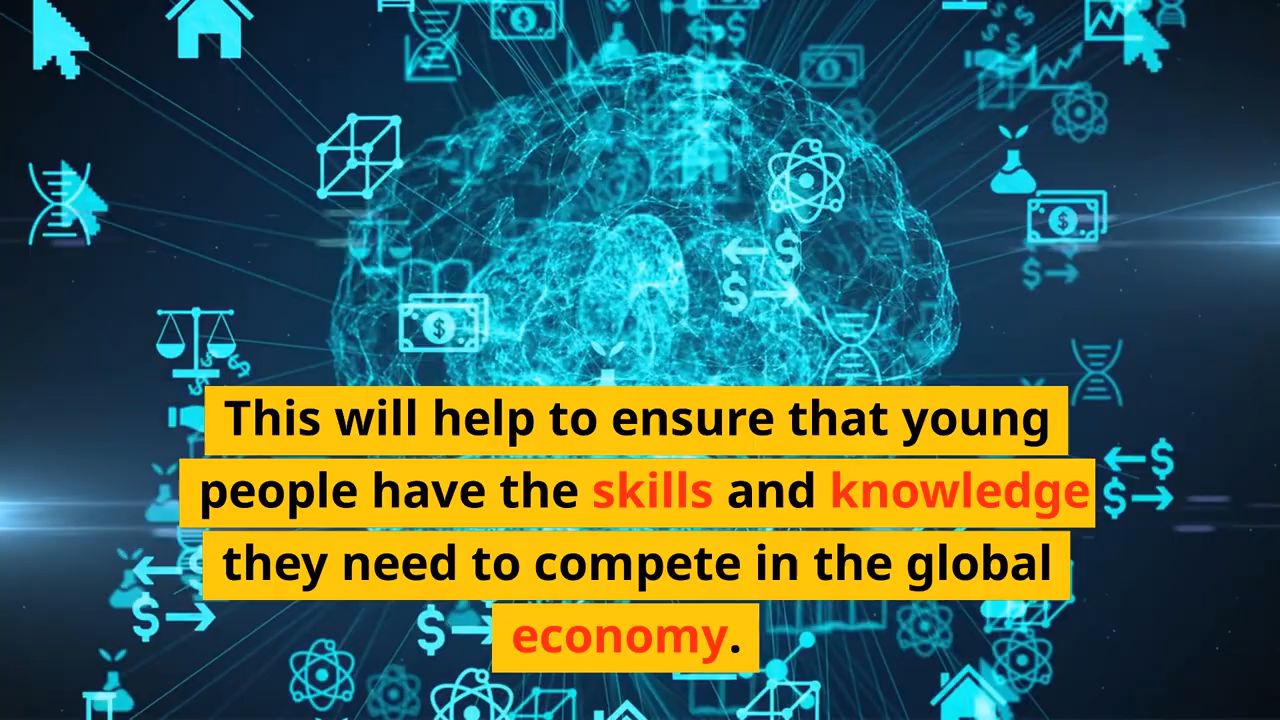 This will help to ensure that young
people have the skills and knowledge
they need to compete in the global
economy.